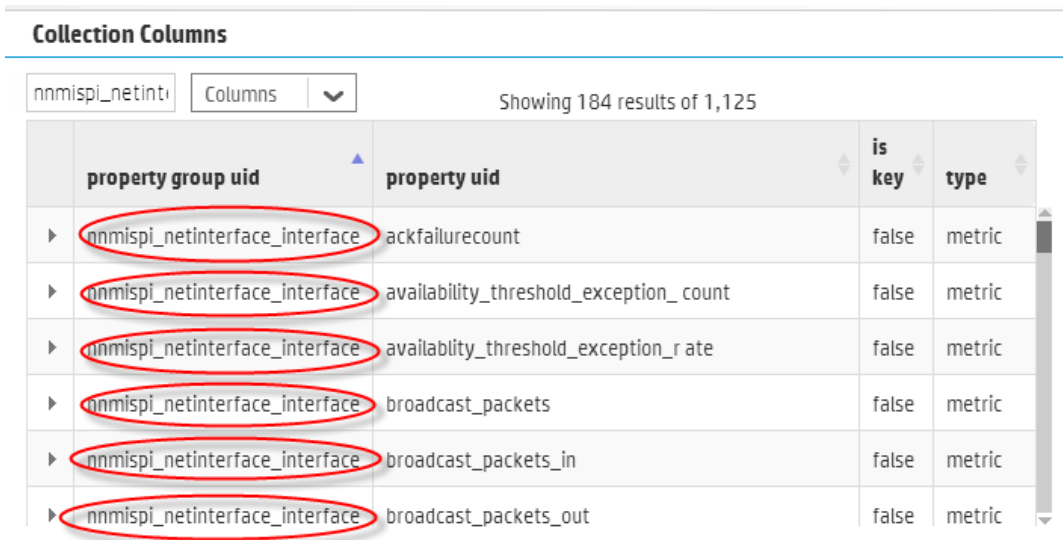 Collection Columns
nnmispi_netint Columns Showing 184 results of 1,125
property group uid property uid is key type
nnmispi_netinterface_interface ackfailurecount false metric
nnmispi_netinterface_interface availability_threshold_exception_ count false metric
nnmispi_netinterface_interface availablity_threshold_exception_r ate false metric
nnmispi_netinterface_interface broadcast_packets false metric
nnmispi_netinterface_interface broadcast_packets_in false metric
nnmispi_netinterface_interface broadcast_packets_out false metric